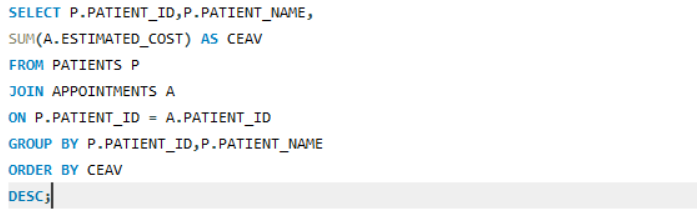 SELECT P.PATIENT_ID,P.PATIENT_NAME,
SUM(A.ESTIMATED_COST) AS CEAV
FROM PATIENTS P
JOIN APPOINTMENTS A
ON P.PATIENT_ID = A.PATIENT_ID
GROUP BY P.PATIENT_ID,P.PATIENT_NAME
ORDER BY CEAV
DESC;